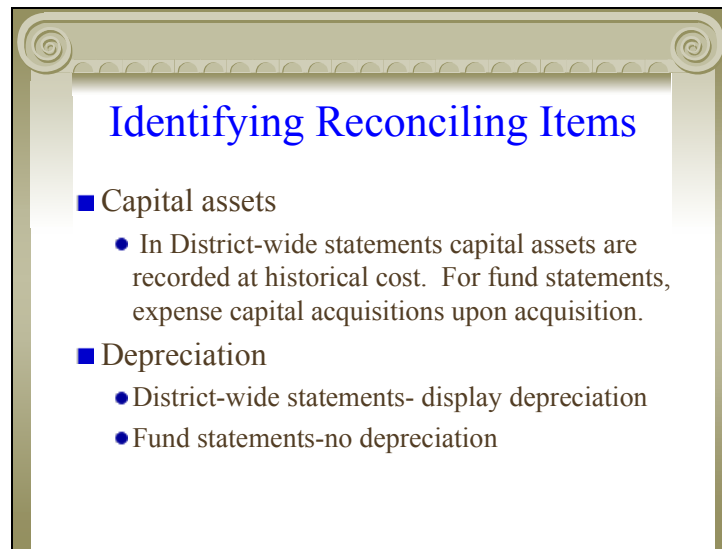 Identifying Reconciling Items
Capital assets
In District-wide statements capital assets are
recorded at historical cost.  For fund statements,
expense capital acquisitions upon acquisition.
Depreciation
District-wide statements- display depreciation
Fund statements-no depreciation